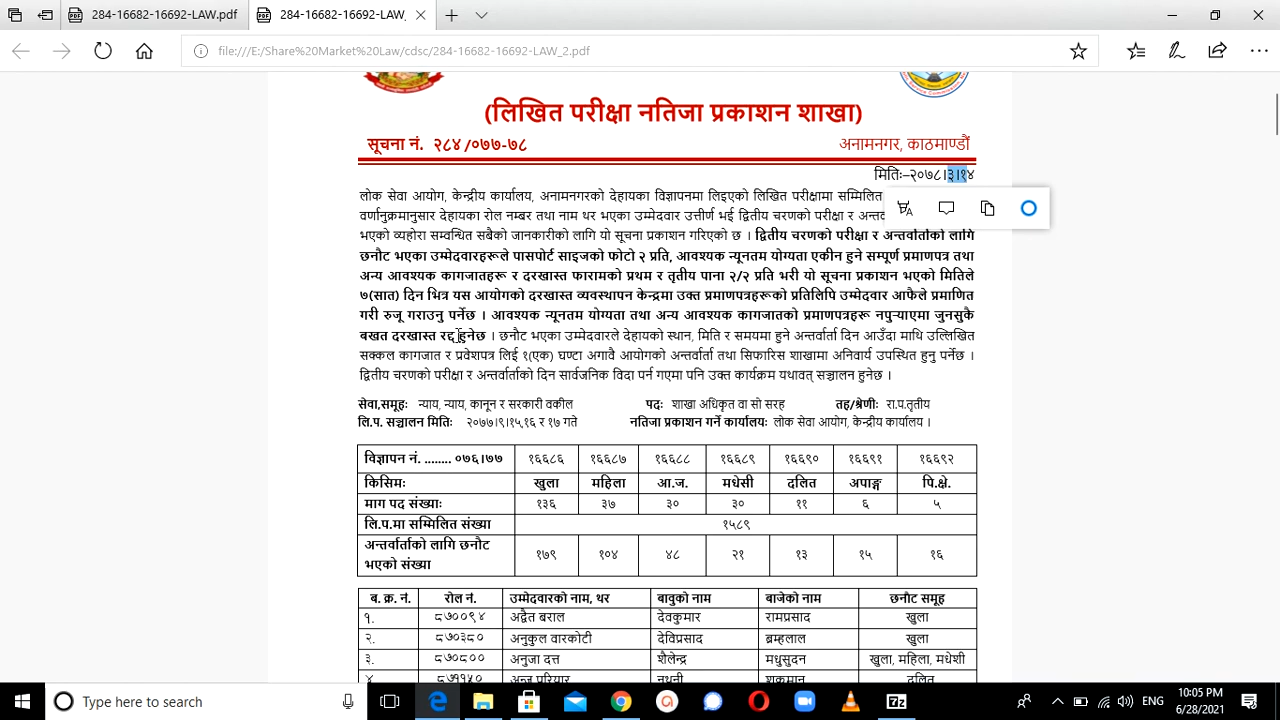 284-16682-16692-LAW.pdf
284-16682-16692-LAW_
file:///E:/Share%20Market%20Law/cdsc/284-16682-16692-LAW_2.pdf
(लिखित परीक्षा नतिजा प्रकाशन शाखा)
सूचना नं. २८४/०७७-७८ अनामनगर, काठमाण्डौं
मितिः–२०७८।३।१४
लोक सेवा आयोग, केन्द्रीय कार्यालय, अनामनगरको देहायका विज्ञापनमा लिइएको लिखित परीक्षामा सम्मिलित
वर्णानुक्रमानुसार देहायका रोल नम्बर तथा नाम थर भएका उम्मेदवार उत्तीर्ण भई द्वितीय चरणको परीक्षा र
भएको व्यहोरा सम्वन्धित सबैको जानकारीको लागि यो सूचना प्रकाशन गरिएको छ । द्वितीय चरणको परीक्षा र अन्तर्वार्ताको लागि
छनौट भएका उम्मेदवारहरूले पासपोर्ट साइजको फोटो २ प्रति, आवश्यक न्यूनतम योग्यता एकीन हुने सम्पूर्ण प्रमाणपत्र तथा
अन्य आवश्यक कागजातहरू र दरखास्त फारामको प्रथम र तृतीय पाना २/२ प्रति भरी यो सूचना प्रकाशन भएको मितिले
७(सात) दिन भित्र यस आयोगको दरखास्त व्यवस्थापन केन्द्रमा उक्त प्रमाणपत्रहरूको प्रतिलिपि उम्मेदवार आफैले प्रमाणित
गरी रुजू गराउनु पर्नेछ । आवश्यक न्यूनतम योग्यता तथा अन्य आवश्यक कागजातको प्रमाणपत्रहरू नपुऱ्याएमा जुनसुकै
बखत दरखास्त रद्द हुनेछ । छनौट भएका उम्मेदवारले देहायको स्थान, मिति र समयमा हुने अन्तर्वार्ता दिन आउँदा माथि उल्लिखित
सक्कल कागजात र प्रवेशपत्र लिई १(एक) घण्टा अगावै आयोगको अन्तर्वार्ता तथा सिफारिस शाखामा अनिवार्य उपस्थित हुनु पर्नेछ ।
द्वितीय चरणको परीक्षा र अन्तर्वार्ताको दिन सार्वजनिक विदा पर्न गएमा पनि उक्त कार्यक्रम यथावत् सञ्चालन हुनेछ ।
सेवा,समूहः न्याय, न्याय, कानून र सरकारी वकील पदः शाखा अधिकृत वा सो सरह तह/श्रेणीः रा.प.तृतीय
लि.प. सञ्चालन मितिः २०७७।९।१५,१६ र १७ गते नतिजा प्रकाशन गर्ने कार्यालयः लोक सेवा आयोग, केन्द्रीय कार्यालय ।
विज्ञापन नं. ........ ०७६।७७ १६६८६ १६६८७ १६६८८ १६६८९ १६६९० १६६९१ १६६९२
किसिमः खुला महिला आ.ज. मधेसी दलित अपाङ्ग पि.क्षे.
माग पद संख्याः १३६ ३७ ३० ३० ११ ६ ५
लि.प.मा सम्मिलित संख्या १५८९
अन्तर्वार्ताको लागि छनौट
भएको संख्या १७९ १०४ ४८ २१ १३ १५ १६
ब. क्र. नं. रोल नं. उम्मेदवारको नाम, थर बावुको नाम बाजेको नाम छनौट समूह
१. ८७००९४ अद्वैत बराल देवकुमार रामप्रसाद खुला
२. ८७०३८० अनुकुल वारकोटी देविप्रसाद ब्रम्हलाल खुला
३. ८७०८०० अनुजा दत्त शैलेन्द्र मधुसुदन खुला, महिला, मधेशी
Type here to search
ENG
10:05 PM
6/28/2021